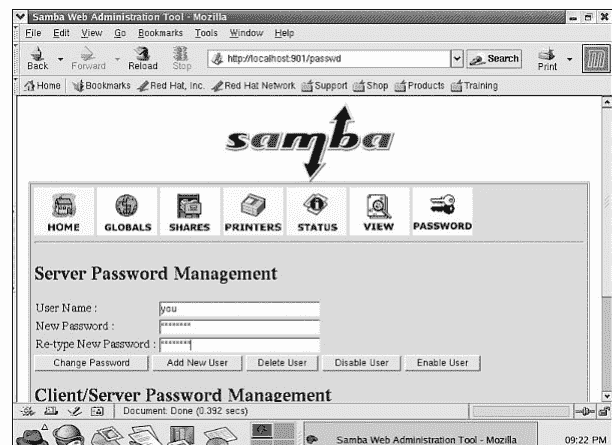 Samba Web Administration Tool - Mozilla
File Edit View Go Bookmarks Tools Window Help
Back Forward Reload Stop http://localhost:901/passwd Search Print
Home Bookmarks Red Hat, Inc. Red Hat Network Support Shop Products Training
samba
HOME GLOBALS SHARES PRINTERS STATUS VIEW PASSWORD
Server Password Management
User Name : you
New Password : ********
Re-type New Password : ********
Change Password Add New User Delete User Disable User Enable User
Client/Server Password Management
Document: Done (0.392 secs)
Samba Web Administration Tool - Mozilla 09:22 PM